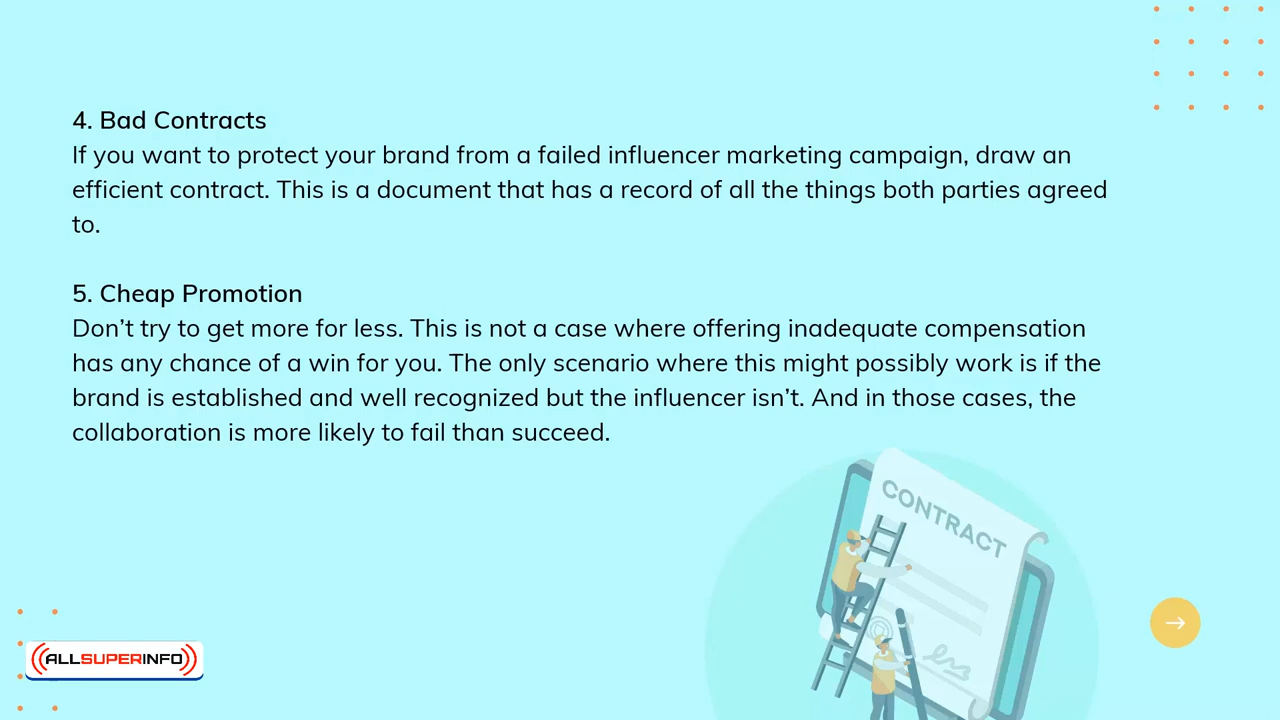 4. Bad Contracts
If you want to protect your brand from a failed influencer marketing campaign, draw an
efficient contract. This is a document that has a record of all the things both parties agreed
to.
5. Cheap Promotion
Don’t try to get more for less. This is not a case where offering inadequate compensation
has any chance of a win for you. The only scenario where this might possibly work is if the
brand is established and well recognized but the influencer isn’t. And in those cases, the
collaboration is more likely to fail than succeed.
CONTRACT
ALLSUPERINFO